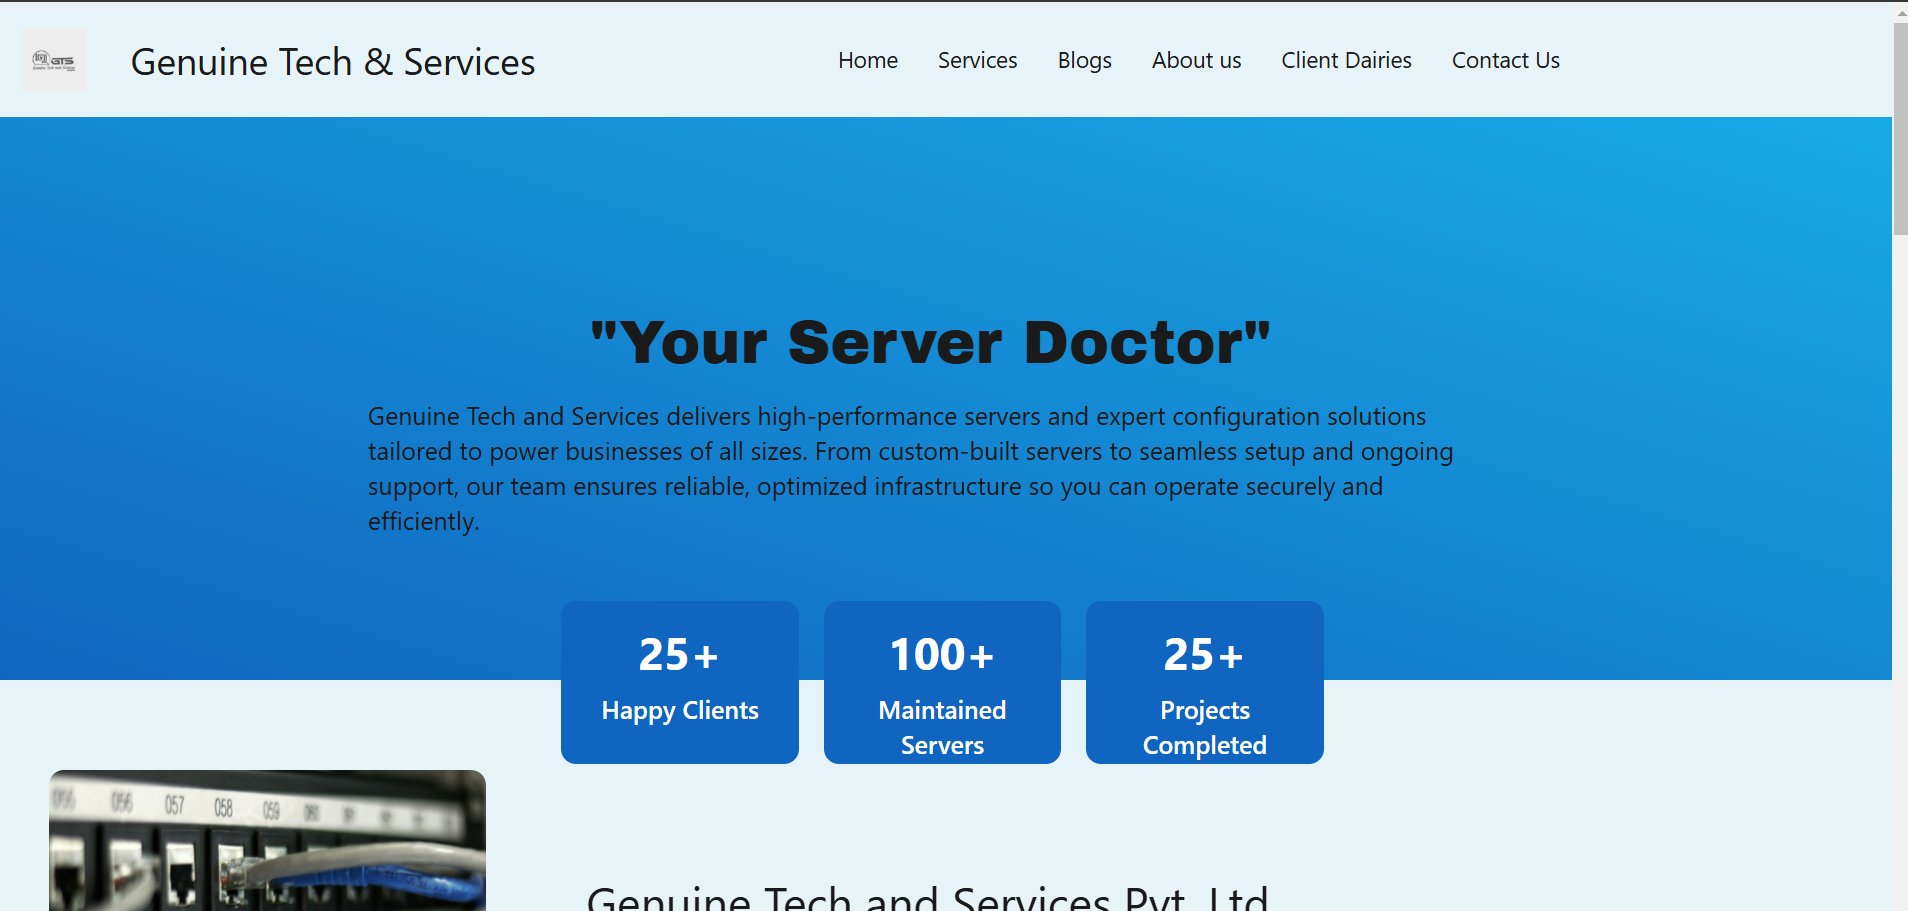 GTS
Genuine Tech & Services
Home Services Blogs About us Client Dairies Contact Us
"Your Server Doctor"
Genuine Tech and Services delivers high-performance servers and expert configuration solutions
tailored to power businesses of all sizes. From custom-built servers to seamless setup and ongoing
support, our team ensures reliable, optimized infrastructure so you can operate securely and
efficiently.
25+
Happy Clients
100+
Maintained
Servers
25+
Projects
Completed
056 057 058 059
Genuine Tech and Services Pvt. Ltd